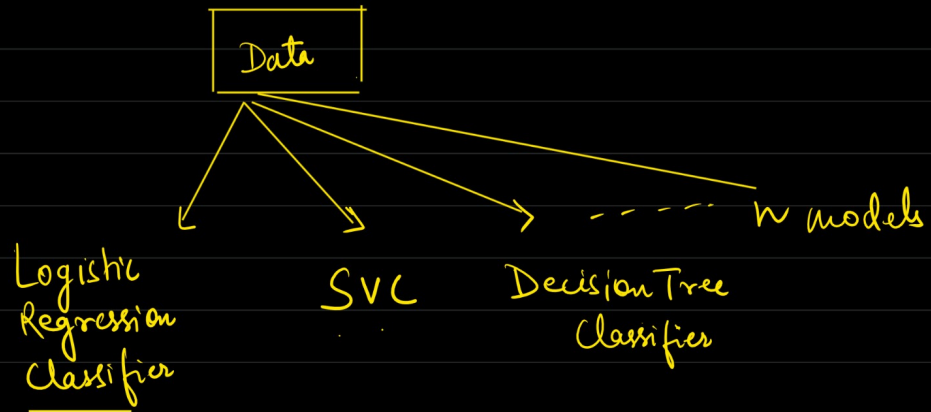 Data
N models
Logistic
Regression
Classifier
SVC
Decision Tree
Classifier